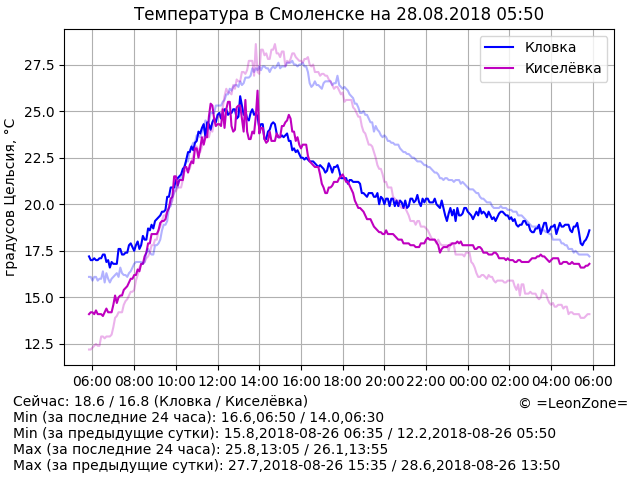 Температура в Смоленске на 28.08.2018 05:50
градусов Цельсия, °C
27.5
25.0
22.5
20.0
17.5
15.0
12.5
Кловка
Киселёвка
06:00 08:00 10:00 12:00 14:00 16:00 18:00 20:00 22:00 00:00 02:00 04:00 06:00
Сейчас: 18.6 / 16.8 (Кловка / Киселёвка)
© =LeonZone=
Min (за последние 24 часа): 16.6,06:50 / 14.0,06:30
Min (за предыдущие сутки): 15.8,2018-08-26 06:35 / 12.2,2018-08-26 05:50
Max (за последние 24 часа): 25.8,13:05 / 26.1,13:55
Max (за предыдущие сутки): 27.7,2018-08-26 15:35 / 28.6,2018-08-26 13:50